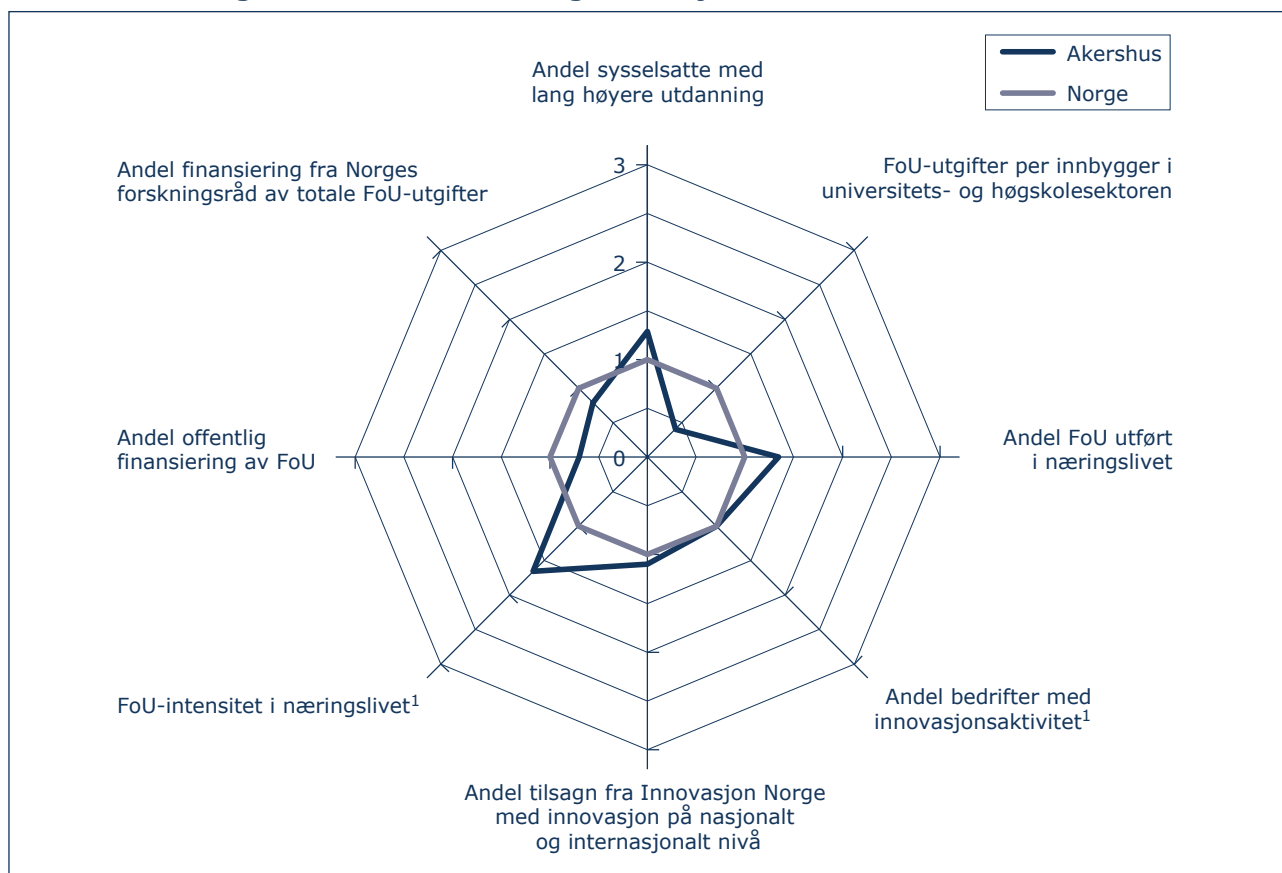 Akershus
Norge
Andel sysselsatte med
lang høyere utdanning
Andel finansiering fra Norges
forskningsråd av totale FoU-utgifter
FoU-utgifter per innbygger i
universitets- og høgskolesektoren
3
2
1
0
Andel offentlig
finansiering av FoU
Andel FoU utført
i næringslivet
FoU-intensitet i næringslivet¹
Andel bedrifter med
innovasjonsaktivitet¹
Andel tilsagn fra Innovasjon Norge
med innovasjon på nasjonalt
og internasjonalt nivå